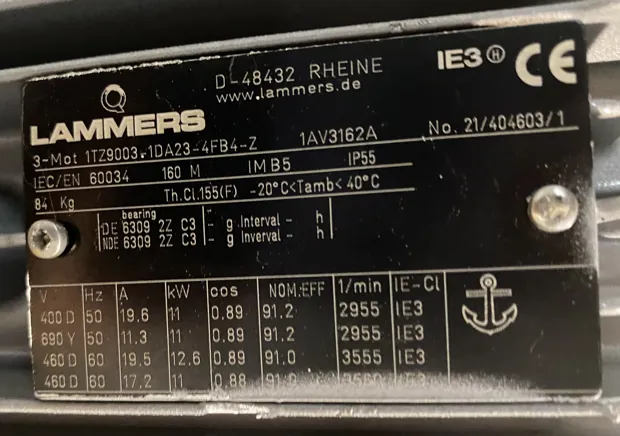 D-48432 RHEINE
www.lammers.de
IE3 H CE
LAMMERS
3-Mot 1TZ9003-1DA23-4FB4-Z 1AV3162A No. 21/404603/1
IEC/EN 60034 160 M IM B5 IP55
84 Kg Th.Cl.155(F) -20°C<Tamb<40°C
bearing
DE 6309 2Z C3 - g Interval - h
NDE 6309 2Z C3 - g Inverval - h
V Hz A kW cos NOM.EFF 1/min IE-Cl
400 D 50 19.6 11 0.89 91.2 2955 IE3
690 Y 50 11.3 11 0.89 91.2 2955 IE3
460 D 60 19.5 12.6 0.89 91.0 3555 IE3
460 D 60 17.2 11 0.88 91.0 IE3